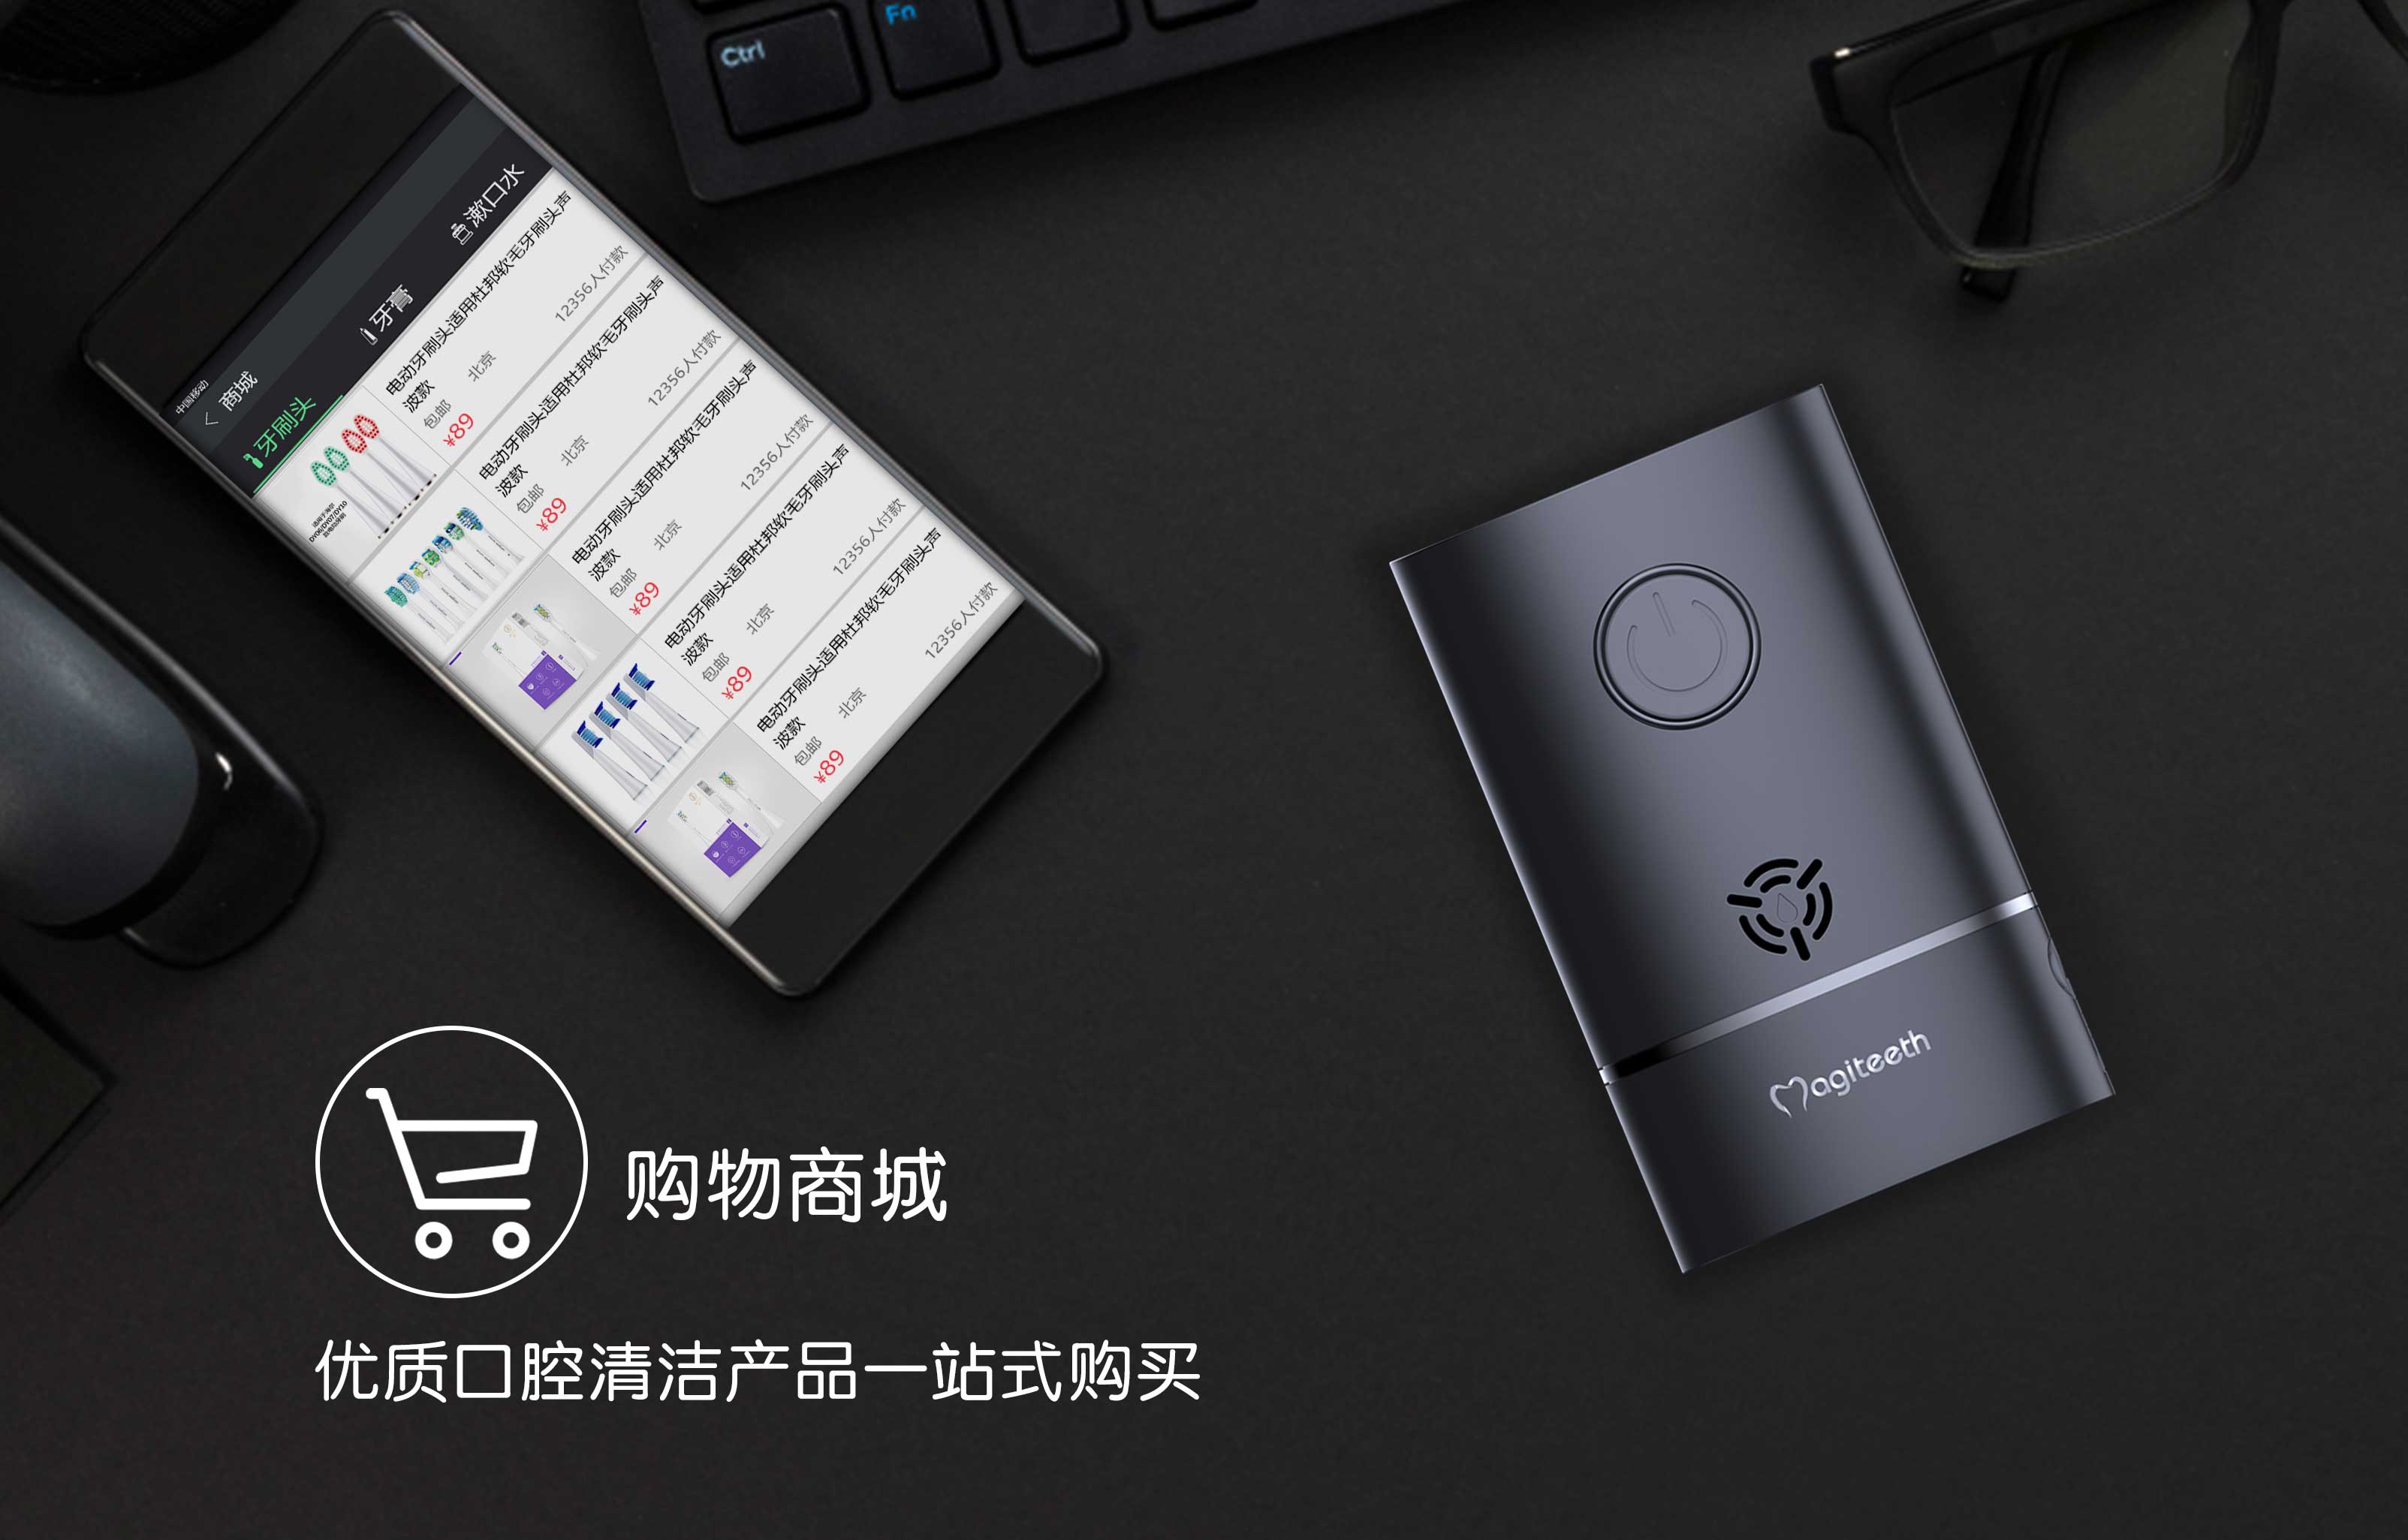 Ctrl
Fn
中国移动
商城
牙刷头
牙膏
漱口水
电动牙刷头适用杜邦软毛牙刷头声
波款
包邮
北京
¥89
12356人付款
DY06/DY07/DY10
电动牙刷头适用杜邦软毛牙刷头声
波款
包邮
北京
¥89
12356人付款
电动牙刷头适用杜邦软毛牙刷头声
波款
包邮
北京
¥89
12356人付款
电动牙刷头适用杜邦软毛牙刷头声
波款
包邮
北京
¥89
12356人付款
电动牙刷头适用杜邦软毛牙刷头声
波款
包邮
北京
¥89
12356人付款
Magiteeth
购物商城
优质口腔清洁产品一站式购买